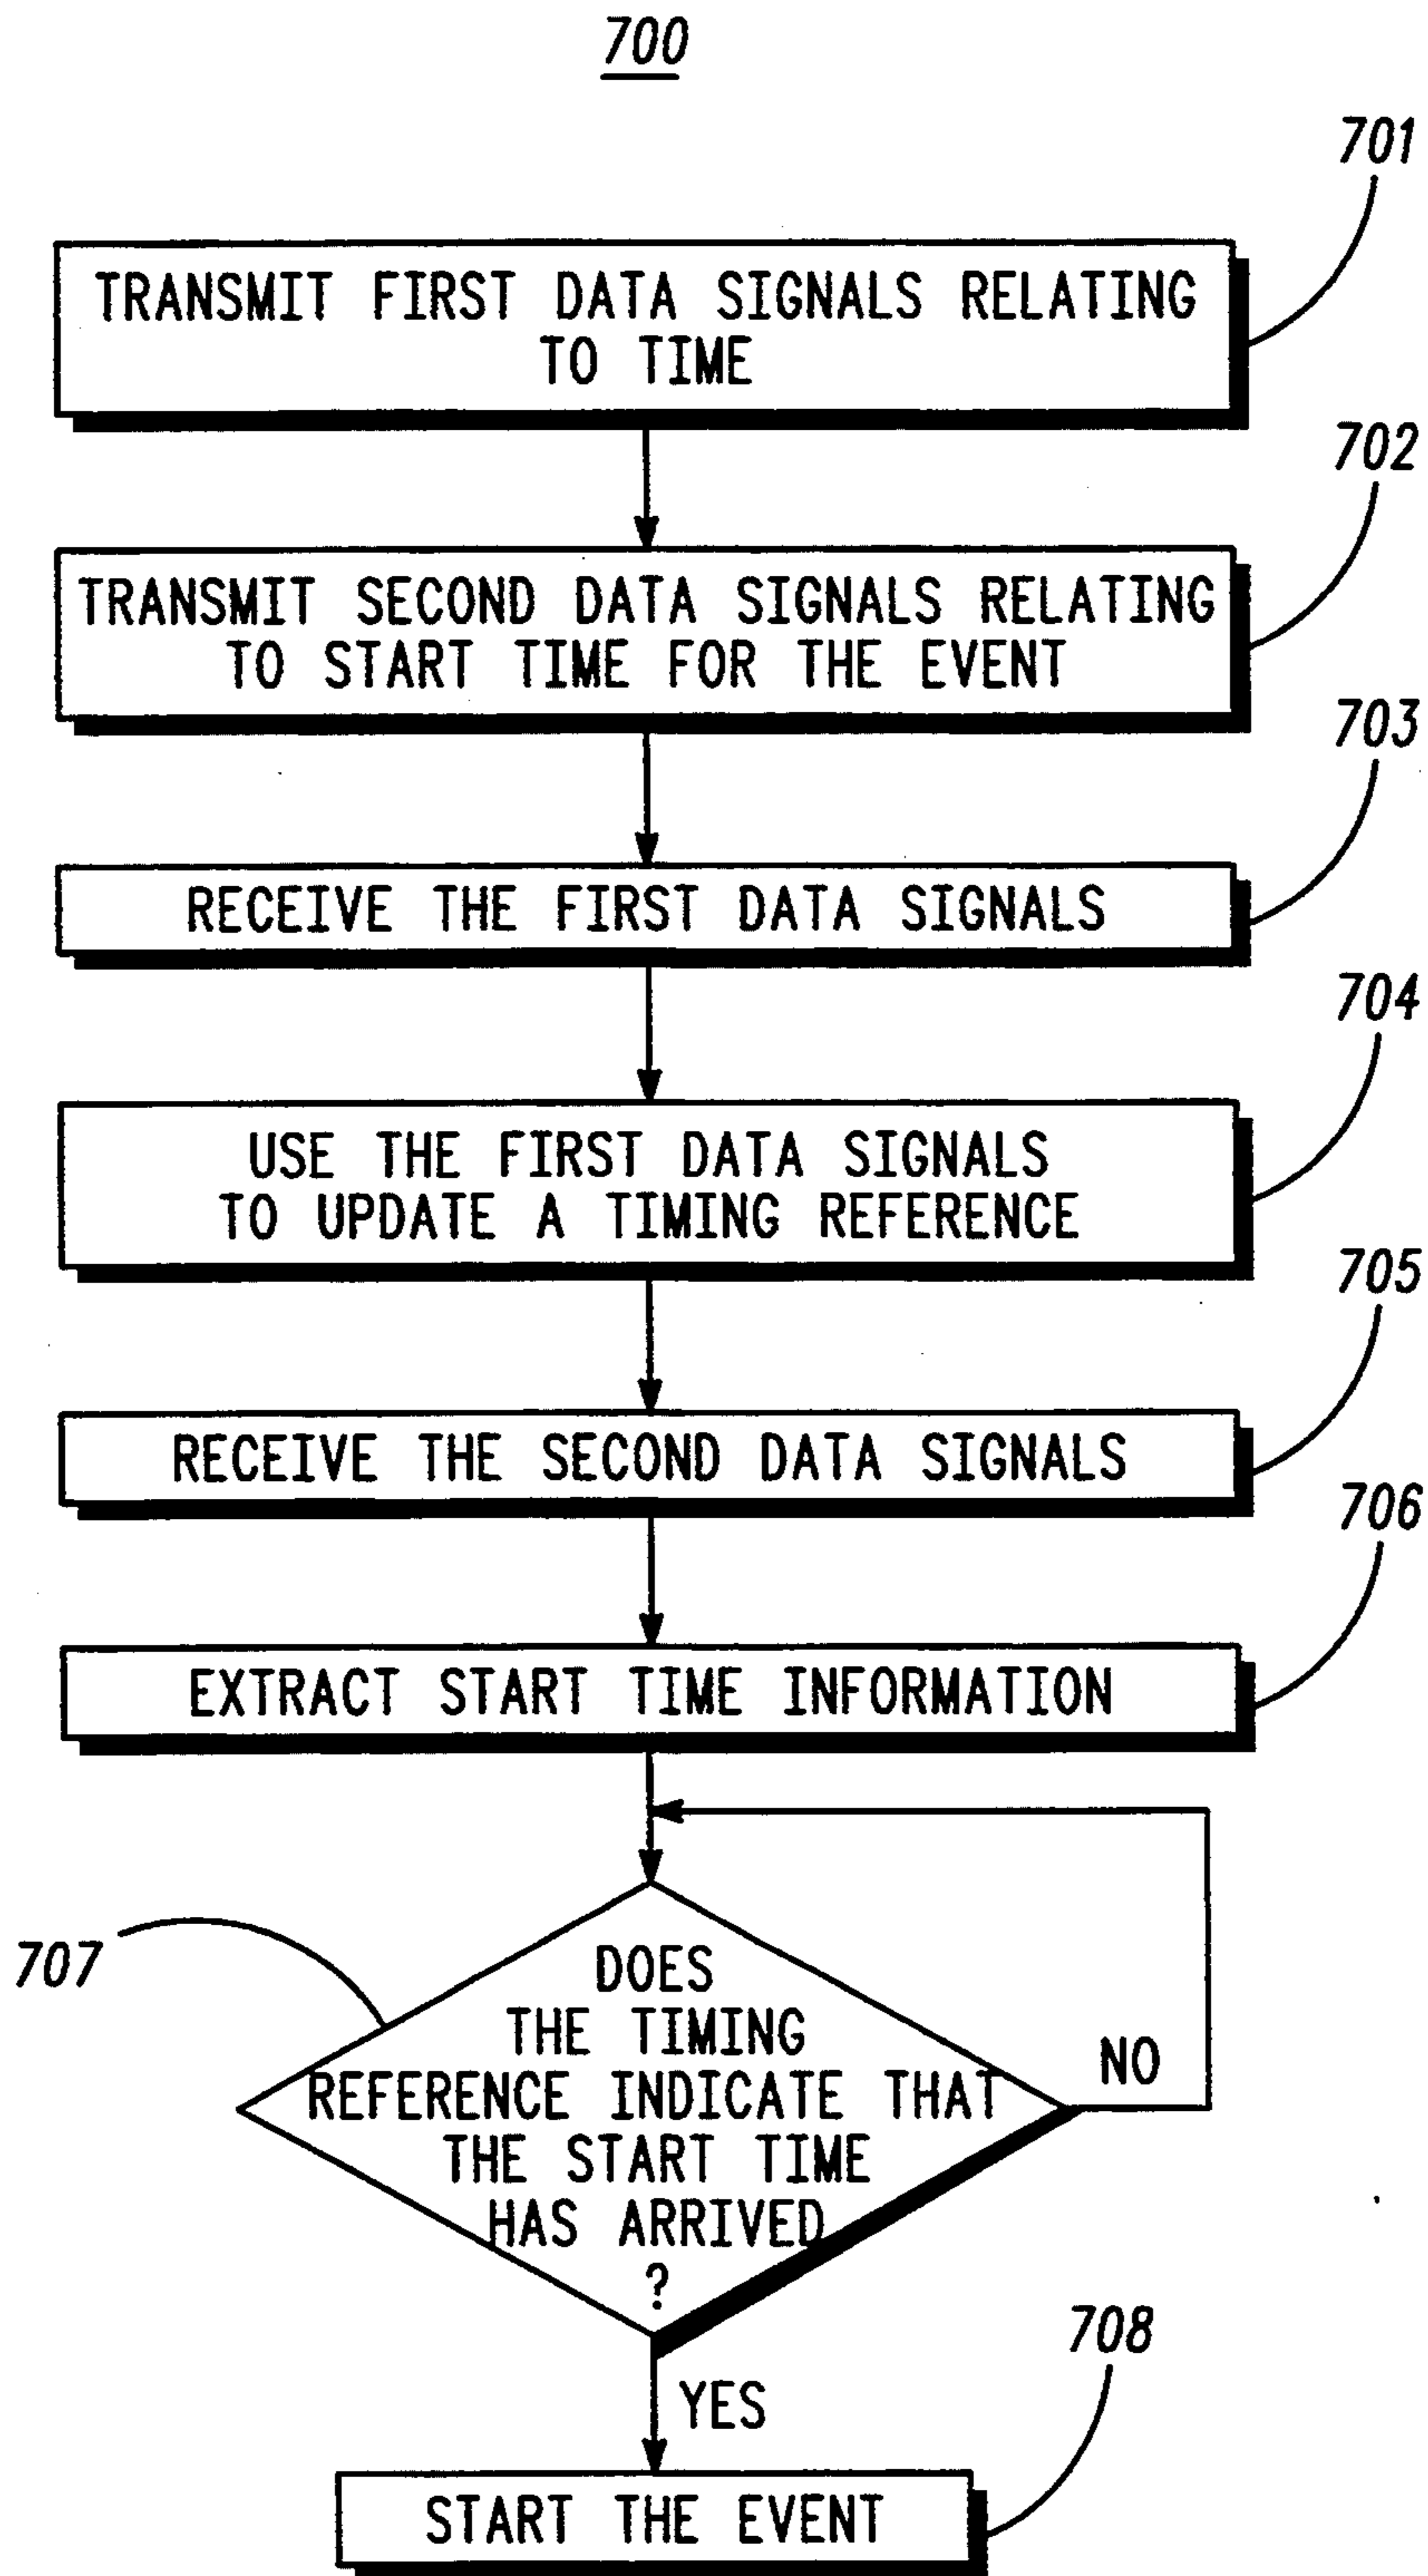 700
701
TRANSMIT FIRST DATA SIGNALS RELATING
TO TIME
702
TRANSMIT SECOND DATA SIGNALS RELATING
TO START TIME FOR THE EVENT
703
RECEIVE THE FIRST DATA SIGNALS
704
USE THE FIRST DATA SIGNALS
TO UPDATE A TIMING REFERENCE
705
RECEIVE THE SECOND DATA SIGNALS
706
EXTRACT START TIME INFORMATION
707
DOES
THE TIMING
REFERENCE INDICATE THAT
THE START TIME
HAS ARRIVED
?
NO
YES
708
START THE EVENT